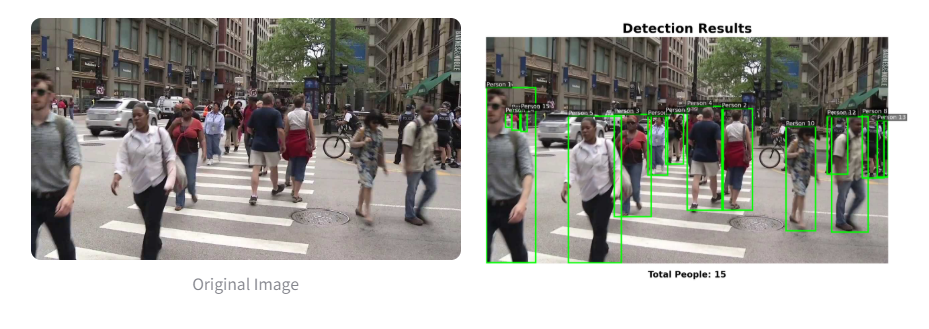 Detection Results
Person 1
Person 15
Person 5
Person 3
Person 4
Person 2
Person 10
Person 12
Person 8
Person 13
Original Image
Total People: 15